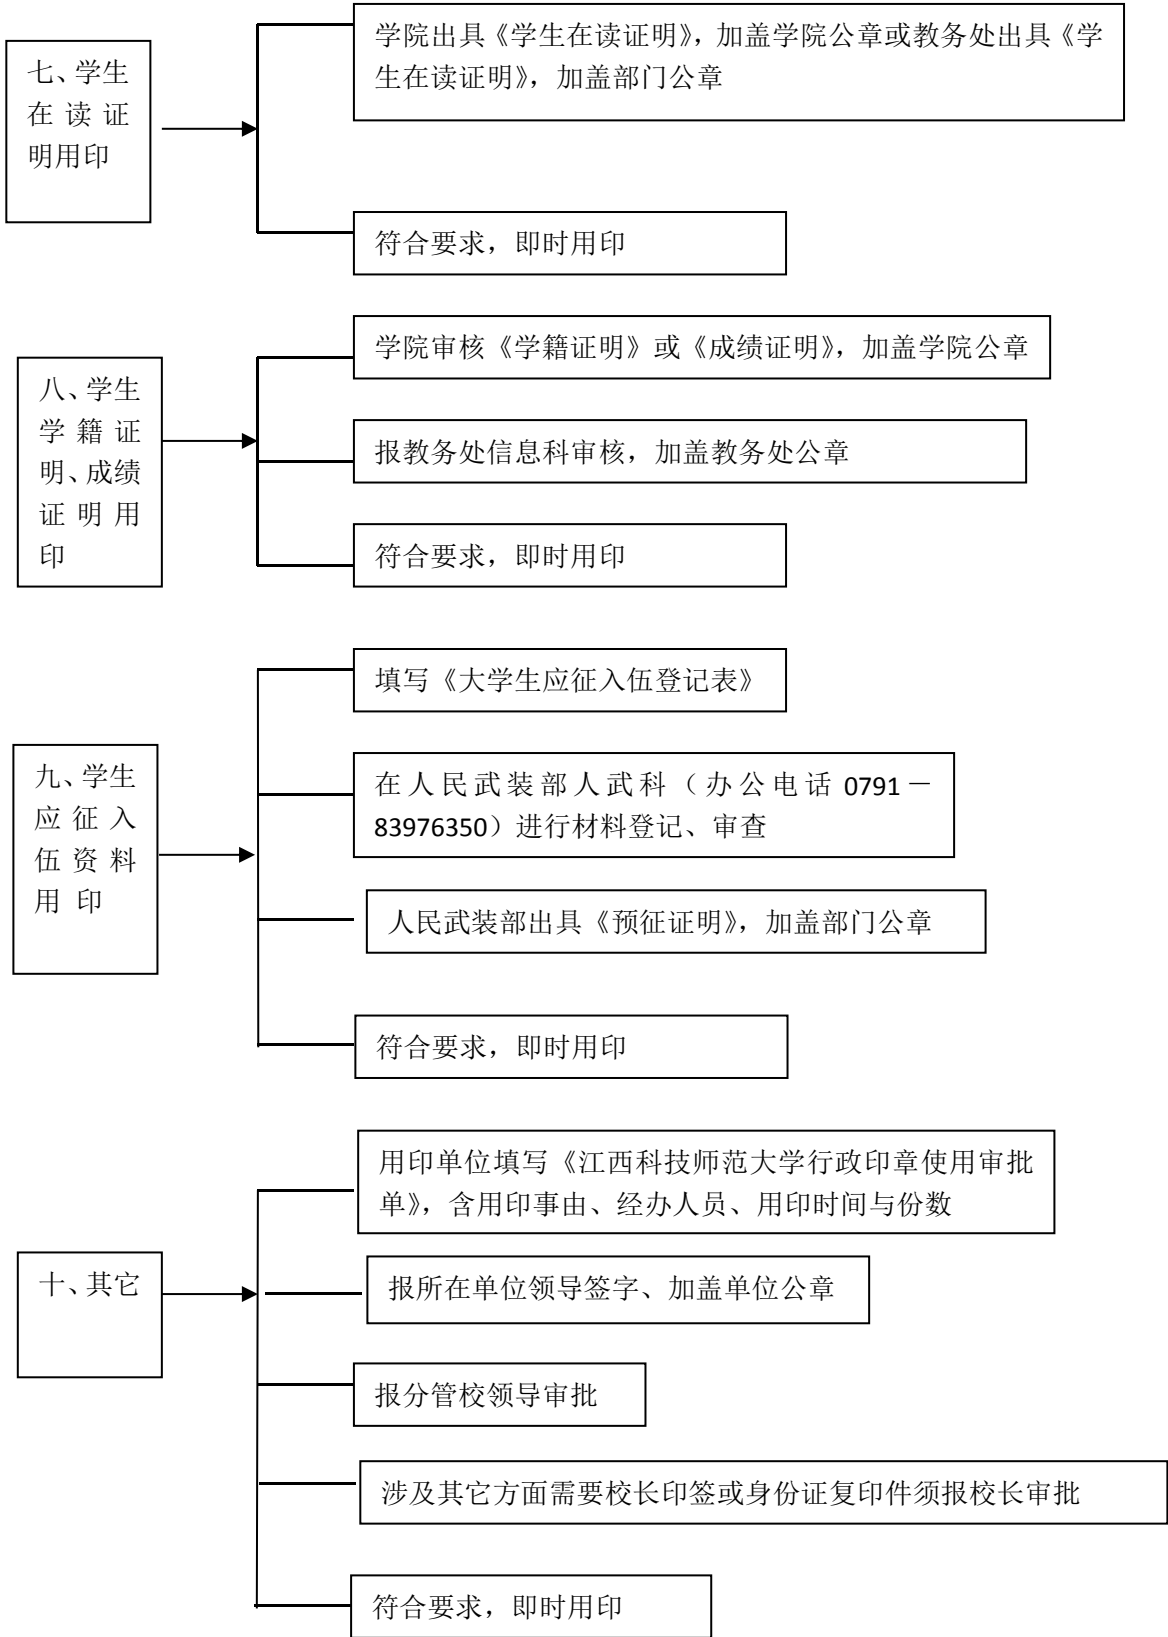 七、学生
在读证
明用印
学院出具《学生在读证明》，加盖学院公章或教务处出具《学
生在读证明》，加盖部门公章
符合要求，即时用印
八、学生
学籍证
明、成绩
证明用
印
学院审核《学籍证明》或《成绩证明》，加盖学院公章
报教务处信息科审核，加盖教务处公章
符合要求，即时用印
九、学生
应征入
伍资料
用 印
填写《大学生应征入伍登记表》
在人民武装部人武科（办公电话 0791－
83976350）进行材料登记、审查
人民武装部出具《预征证明》，加盖部门公章
符合要求，即时用印
十、其它
用印单位填写《江西科技师范大学行政印章使用审批
单》，含用印事由、经办人员、用印时间与份数
报所在单位领导签字、加盖单位公章
报分管校领导审批
涉及其它方面需要校长印签或身份证复印件须报校长审批
符合要求，即时用印